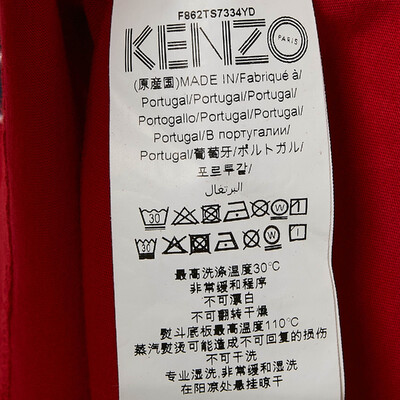 F862TS7334YD
KENZO
PARIS
(原産国)MADE IN/Fabriqué à/
Portugal/Portugal/Portugal/
Portogallo/Portugal/Portugal/
Portugal/В португалии/
Portugal/葡萄牙/ポルトガル/
포르투갈/
البرتغال
30 W
30 W
最高洗涤温度30°C
非常缓和程序
不可漂白
不可翻转干燥
熨斗底板最高温度110°C
蒸汽熨烫可能造成不可回复的损伤
不可干洗
专业湿洗,非常缓和湿洗
在阴凉处悬挂晾干